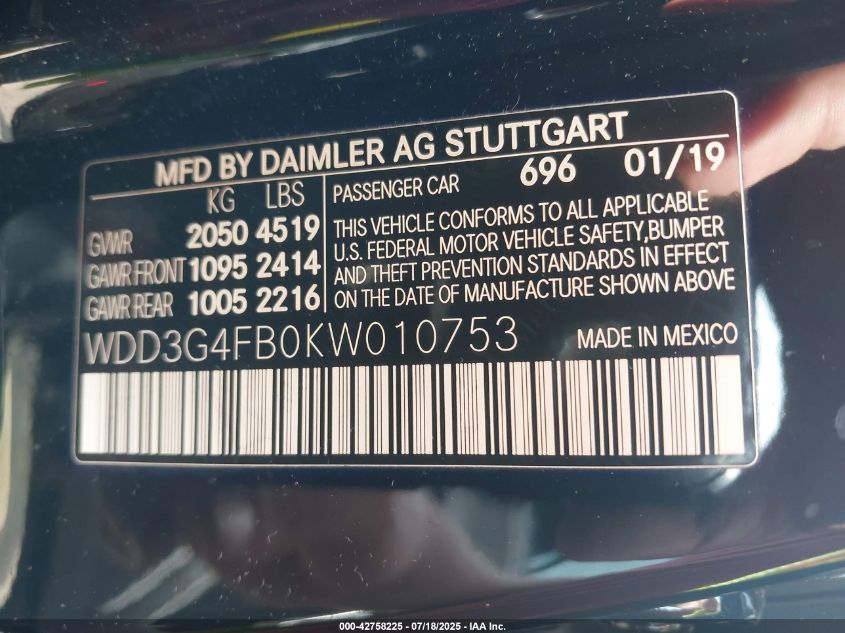 MFD BY DAIMLER AG STUTTGART
KG LBS
GVWR 2050 4519
GAWR FRONT 1095 2414
GAWR REAR 1005 2216
PASSENGER CAR 696 01/19
THIS VEHICLE CONFORMS TO ALL APPLICABLE
U.S. FEDERAL MOTOR VEHICLE SAFETY,BUMPER
AND THEFT PREVENTION STANDARDS IN EFFECT
ON THE DATE OF MANUFACTURE SHOWN ABOVE
WDD3G4FB0KW010753 MADE IN MEXICO
000-42758225 - 07/18/2025 - IAA Inc.